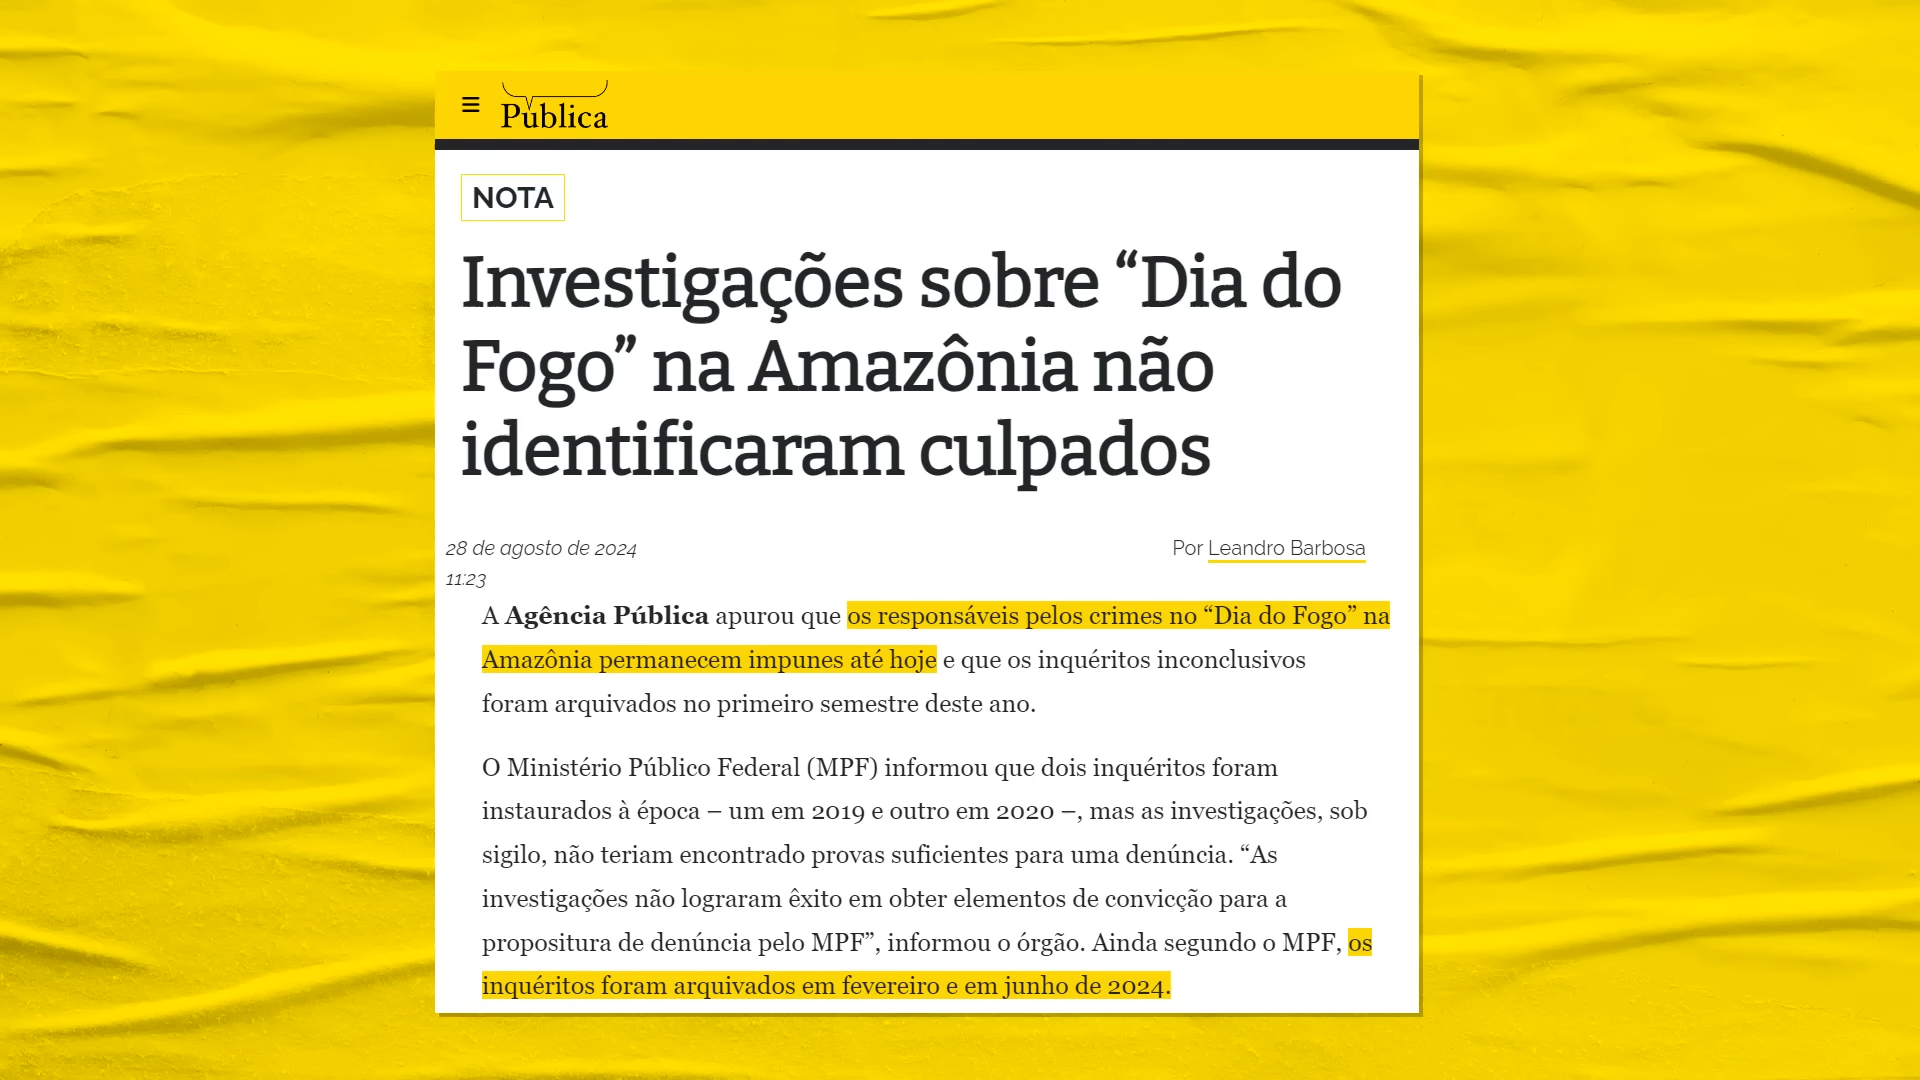 Pública
NOTA
Investigações sobre “Dia do
Fogo” na Amazônia não
identificaram culpados
28 de agosto de 2024
11:23
Por Leandro Barbosa
A Agência Pública apurou que os responsáveis pelos crimes no “Dia do Fogo” na
Amazônia permanecem impunes até hoje e que os inquéritos inconclusivos
foram arquivados no primeiro semestre deste ano.
O Ministério Público Federal (MPF) informou que dois inquéritos foram
instaurados à época – um em 2019 e outro em 2020 –, mas as investigações, sob
sigilo, não teriam encontrado provas suficientes para uma denúncia. “As
investigações não lograram êxito em obter elementos de convicção para a
propositura de denúncia pelo MPF”, informou o órgão. Ainda segundo o MPF, os
inquéritos foram arquivados em fevereiro e em junho de 2024.